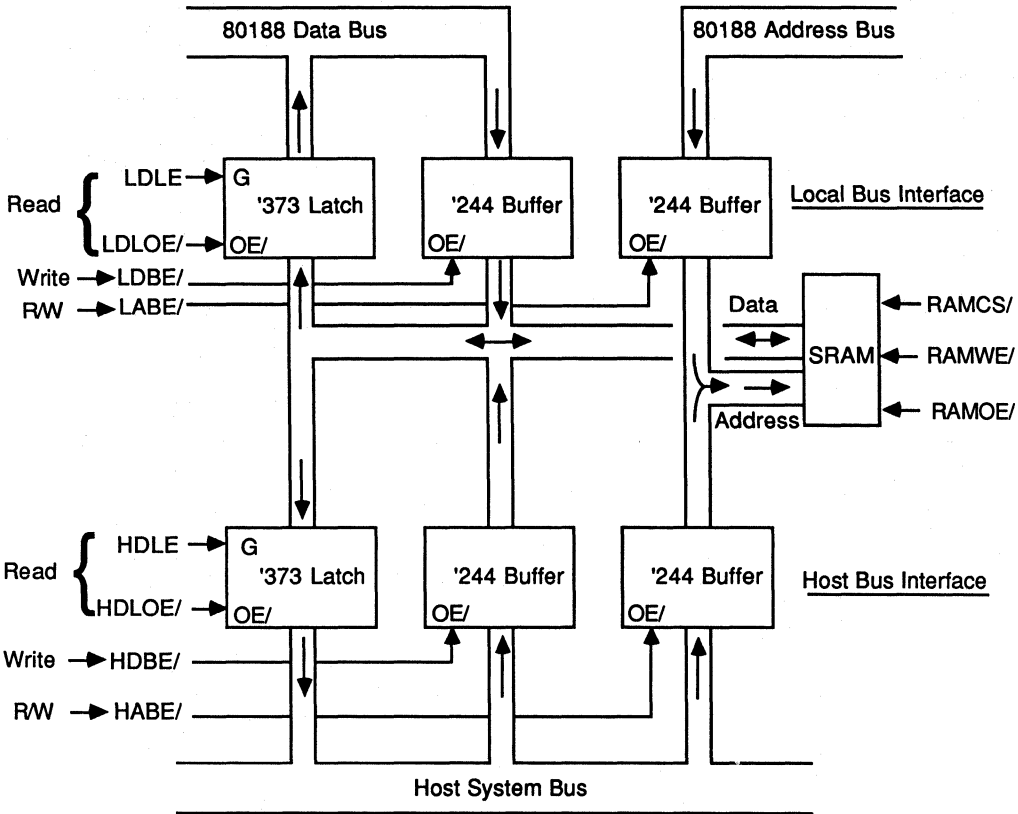 80188 Data Bus
80188 Address Bus
LDLE
G
'373 Latch
'244 Buffer
'244 Buffer
Local Bus Interface
Read
LDLOE/
OE/
OE/
OE/
Write
LDBE/
R/W
LABE/
Data
RAMCS/
SRAM
RAMWE/
RAMOE/
Address
HDLE
G
'373 Latch
'244 Buffer
'244 Buffer
Host Bus Interface
Read
HDLOE/
OE/
OE/
OE/
Write
HDBE/
R/W
HABE/
Host System Bus